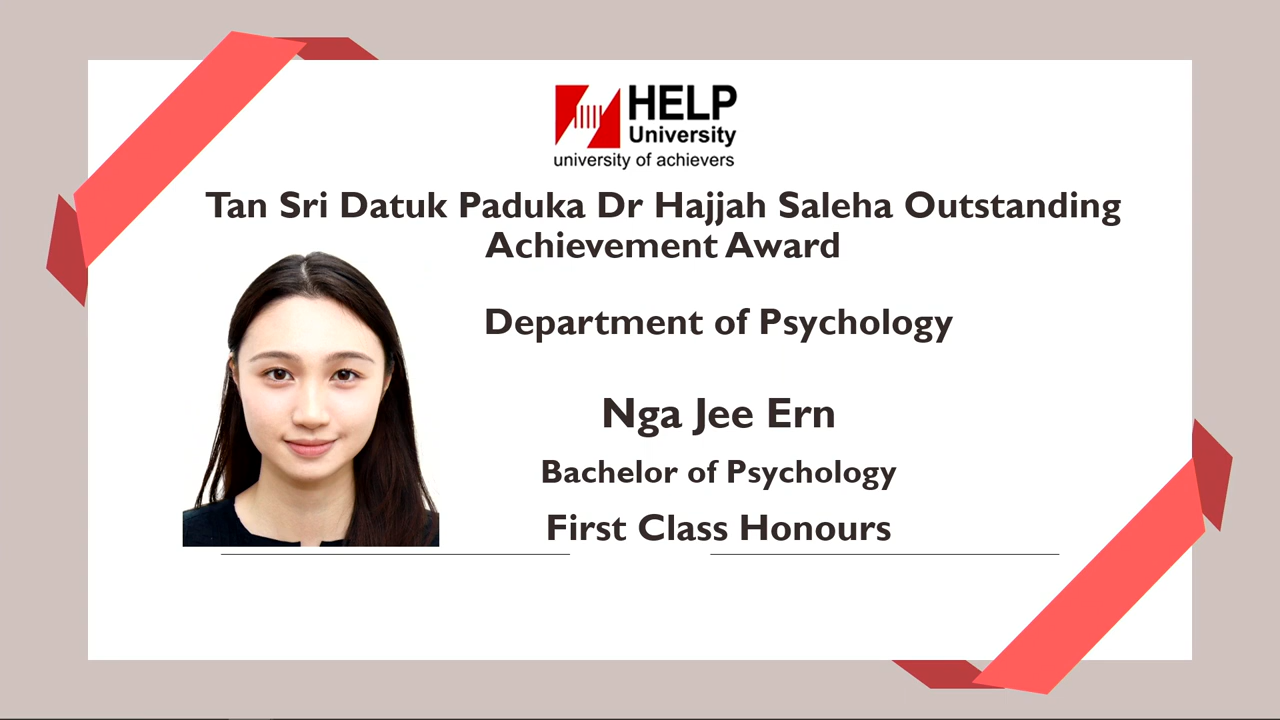 HELP
University
university of achievers
Tan Sri Datuk Paduka Dr Hajjah Saleha Outstanding
Achievement Award
Department of Psychology
Nga Jee Ern
Bachelor of Psychology
First Class Honours